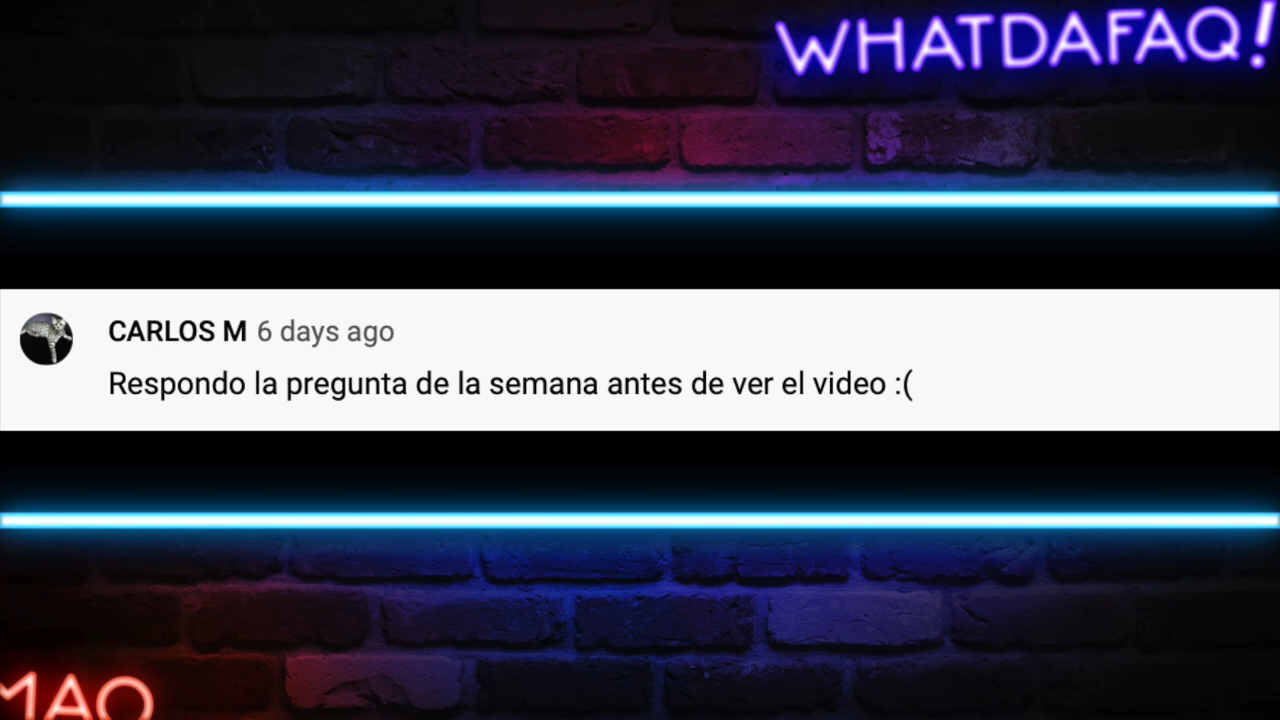 WHATDAFAQ!
CARLOS M 6 days ago
Respondo la pregunta de la semana antes de ver el video :(
MAO